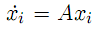 ẋᵢ = Axᵢ